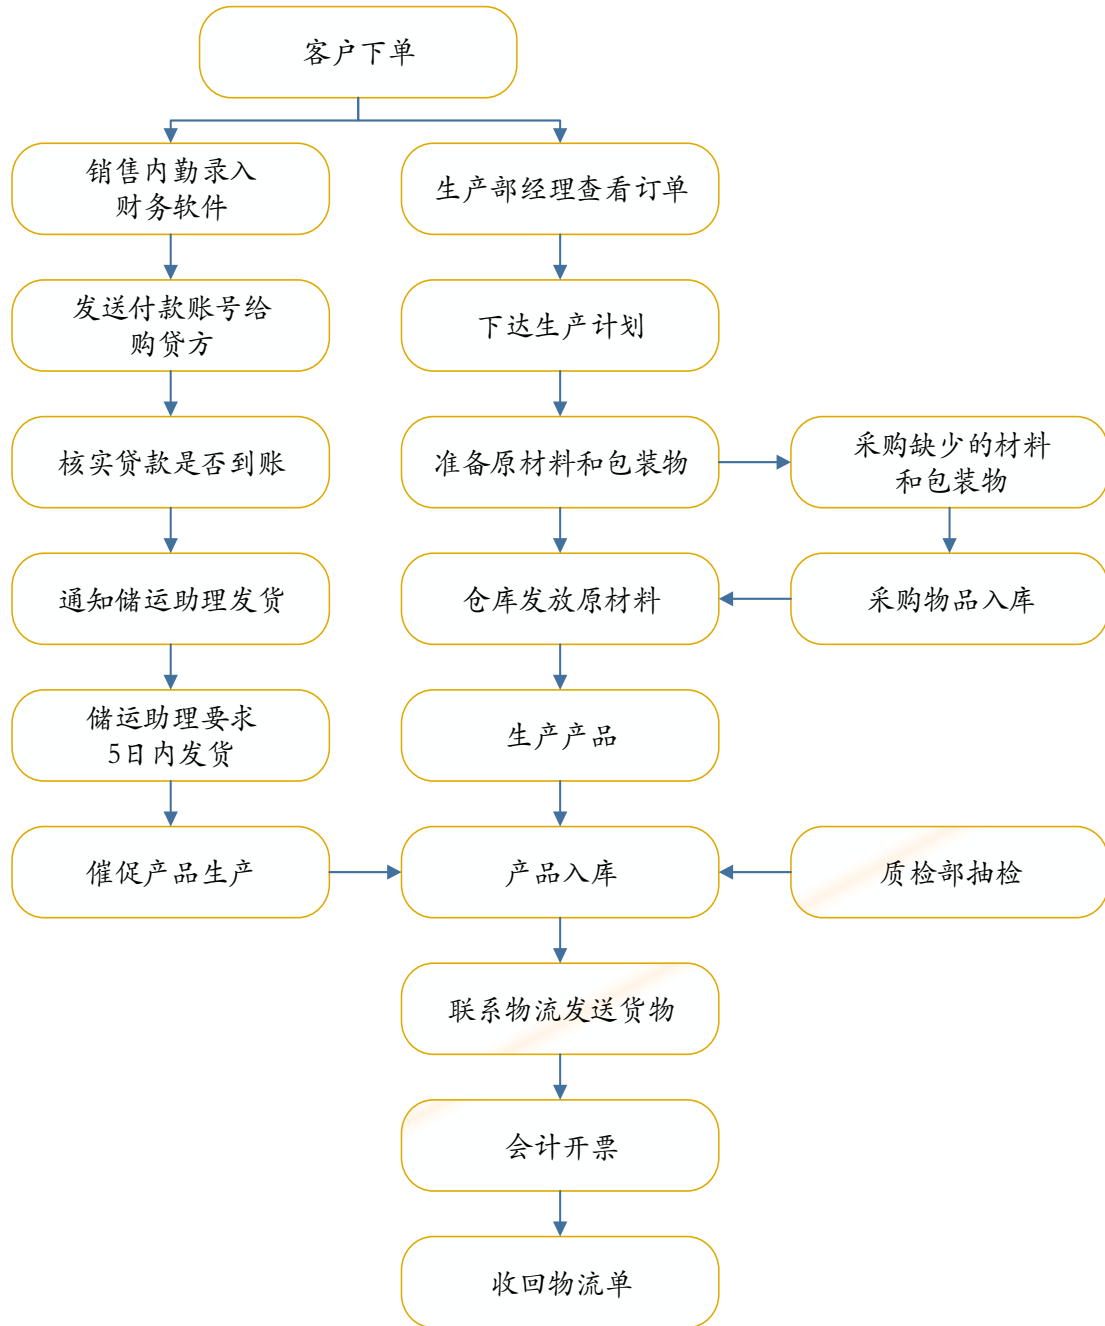 客户下单
销售内勤录入
财务软件
生产部经理查看订单
发送付款账号给
购贷方
下达生产计划
核实贷款是否到账
准备原材料和包装物
采购缺少的材料
和包装物
通知储运助理发货
仓库发放原材料
采购物品入库
储运助理要求
5日内发货
生产产品
催促产品生产
产品入库
质检部抽检
联系物流发送货物
会计开票
收回物流单